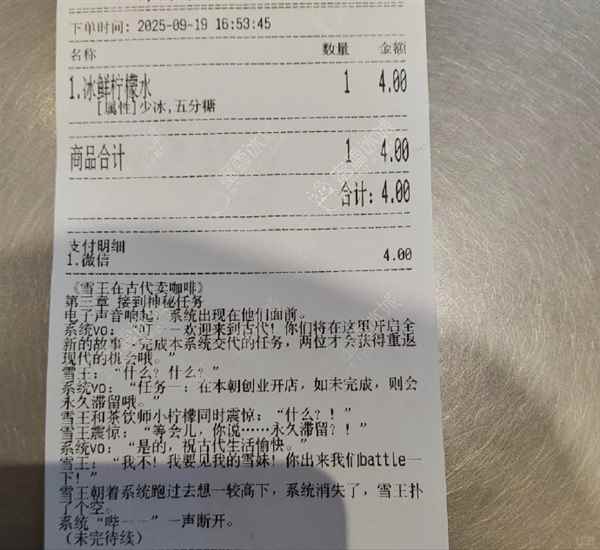 下单时间: 2025-09-19 16:53:45
名称 数量 金额
1.冰鲜柠檬水 1 4.00
[属性]少冰,五分糖
商品合计 1 4.00
合计:4.00
支付明细
1.微信 4.00
《雪王在古代卖咖啡》
第三章 接到神秘任务
电子声音响起，系统出现在他们面前。
系统vo：“叮——欢迎来到古代！你们将在这里开启全
新的故事，完成本系统交代的任务，两位才会获得重返
现代的机会哦。”
雪王：“什么？什么？”
系统vo：“任务一：在本朝创业开店，如未完成，则会
永久滞留哦。”
雪王和茶饮师小柠檬同时震惊：“什么？！”
雪王震惊：“等会儿，你说……永久滞留？！”
系统vo：“是的，祝古代生活愉快。”
雪王：“我不！我要见我的雪妹！你出来我们battle一
下！”
雪王朝着系统跑过去想一较高下，系统消失了，雪王扑
了个空。
系统“哔——”一声断开。
(未完待续)